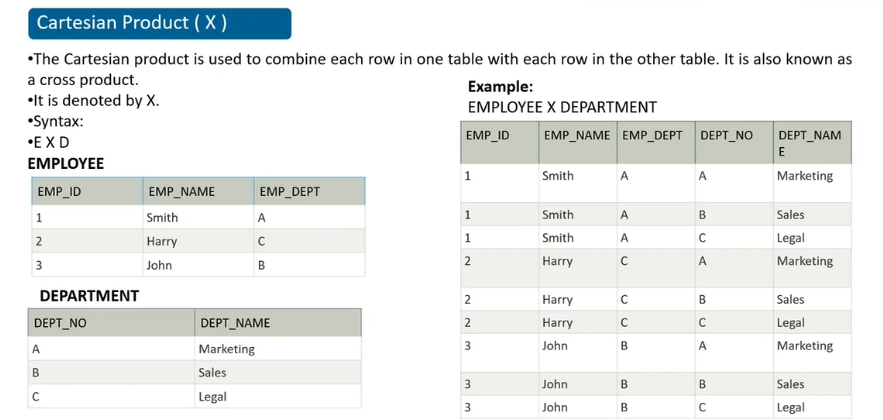 Cartesian Product ( X )
•The Cartesian product is used to combine each row in one table with each row in the other table. It is also known as
a cross product.
•It is denoted by X.
•Syntax:
•E X D
EMPLOYEE
EMP_ID EMP_NAME EMP_DEPT
1 Smith A
2 Harry C
3 John B
DEPARTMENT
DEPT_NO DEPT_NAME
A Marketing
B Sales
C Legal
Example:
EMPLOYEE X DEPARTMENT
EMP_ID EMP_NAME EMP_DEPT DEPT_NO DEPT_NAM
E
1 Smith A A Marketing
1 Smith A B Sales
1 Smith A C Legal
2 Harry C A Marketing
2 Harry C B Sales
2 Harry C C Legal
3 John B A Marketing
3 John B B Sales
3 John B C Legal